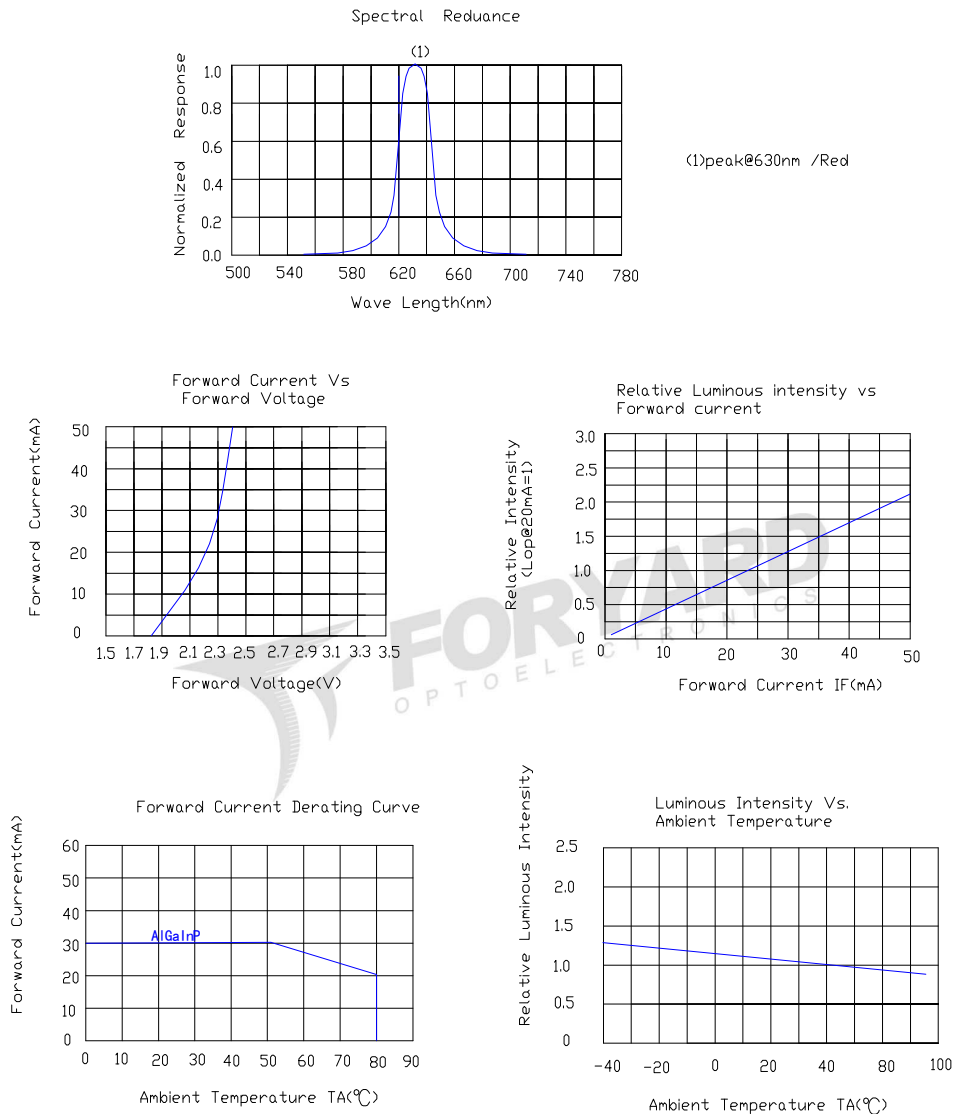 Spectral Reduance
(1)
Normalized Response
1.0
0.8
0.6
0.4
0.2
0.0
500 540 580 620 660 700 740 780
Wave Length(nm)
(1)peak@630nm /Red
Forward Current Vs
Forward Voltage
Forward Current(mA)
50
40
30
20
10
0
1.5 1.7 1.9 2.1 2.3 2.5 2.7 2.9 3.1 3.3 3.5
Forward Voltage(V)
Relative Luminous intensity vs
Forward current
Relative Intensity
(Lop@20mA=1)
3.0
2.5
2.0
1.5
1.0
0.5
0
0 10 20 30 40 50
Forward Current IF(mA)
FORYARD
OPTOELECTRONICS
Forward Current Derating Curve
Forward Current(mA)
60
50
40
30
20
10
0
AlGaInP
0 10 20 30 40 50 60 70 80 90
Ambient Temperature TA(℃)
Luminous Intensity Vs.
Ambient Temperature
Relative Luminous Intensity
2.5
2.0
1.5
1.0
0.5
0
-40 -20 0 20 40 80 100
Ambient Temperature TA(℃)